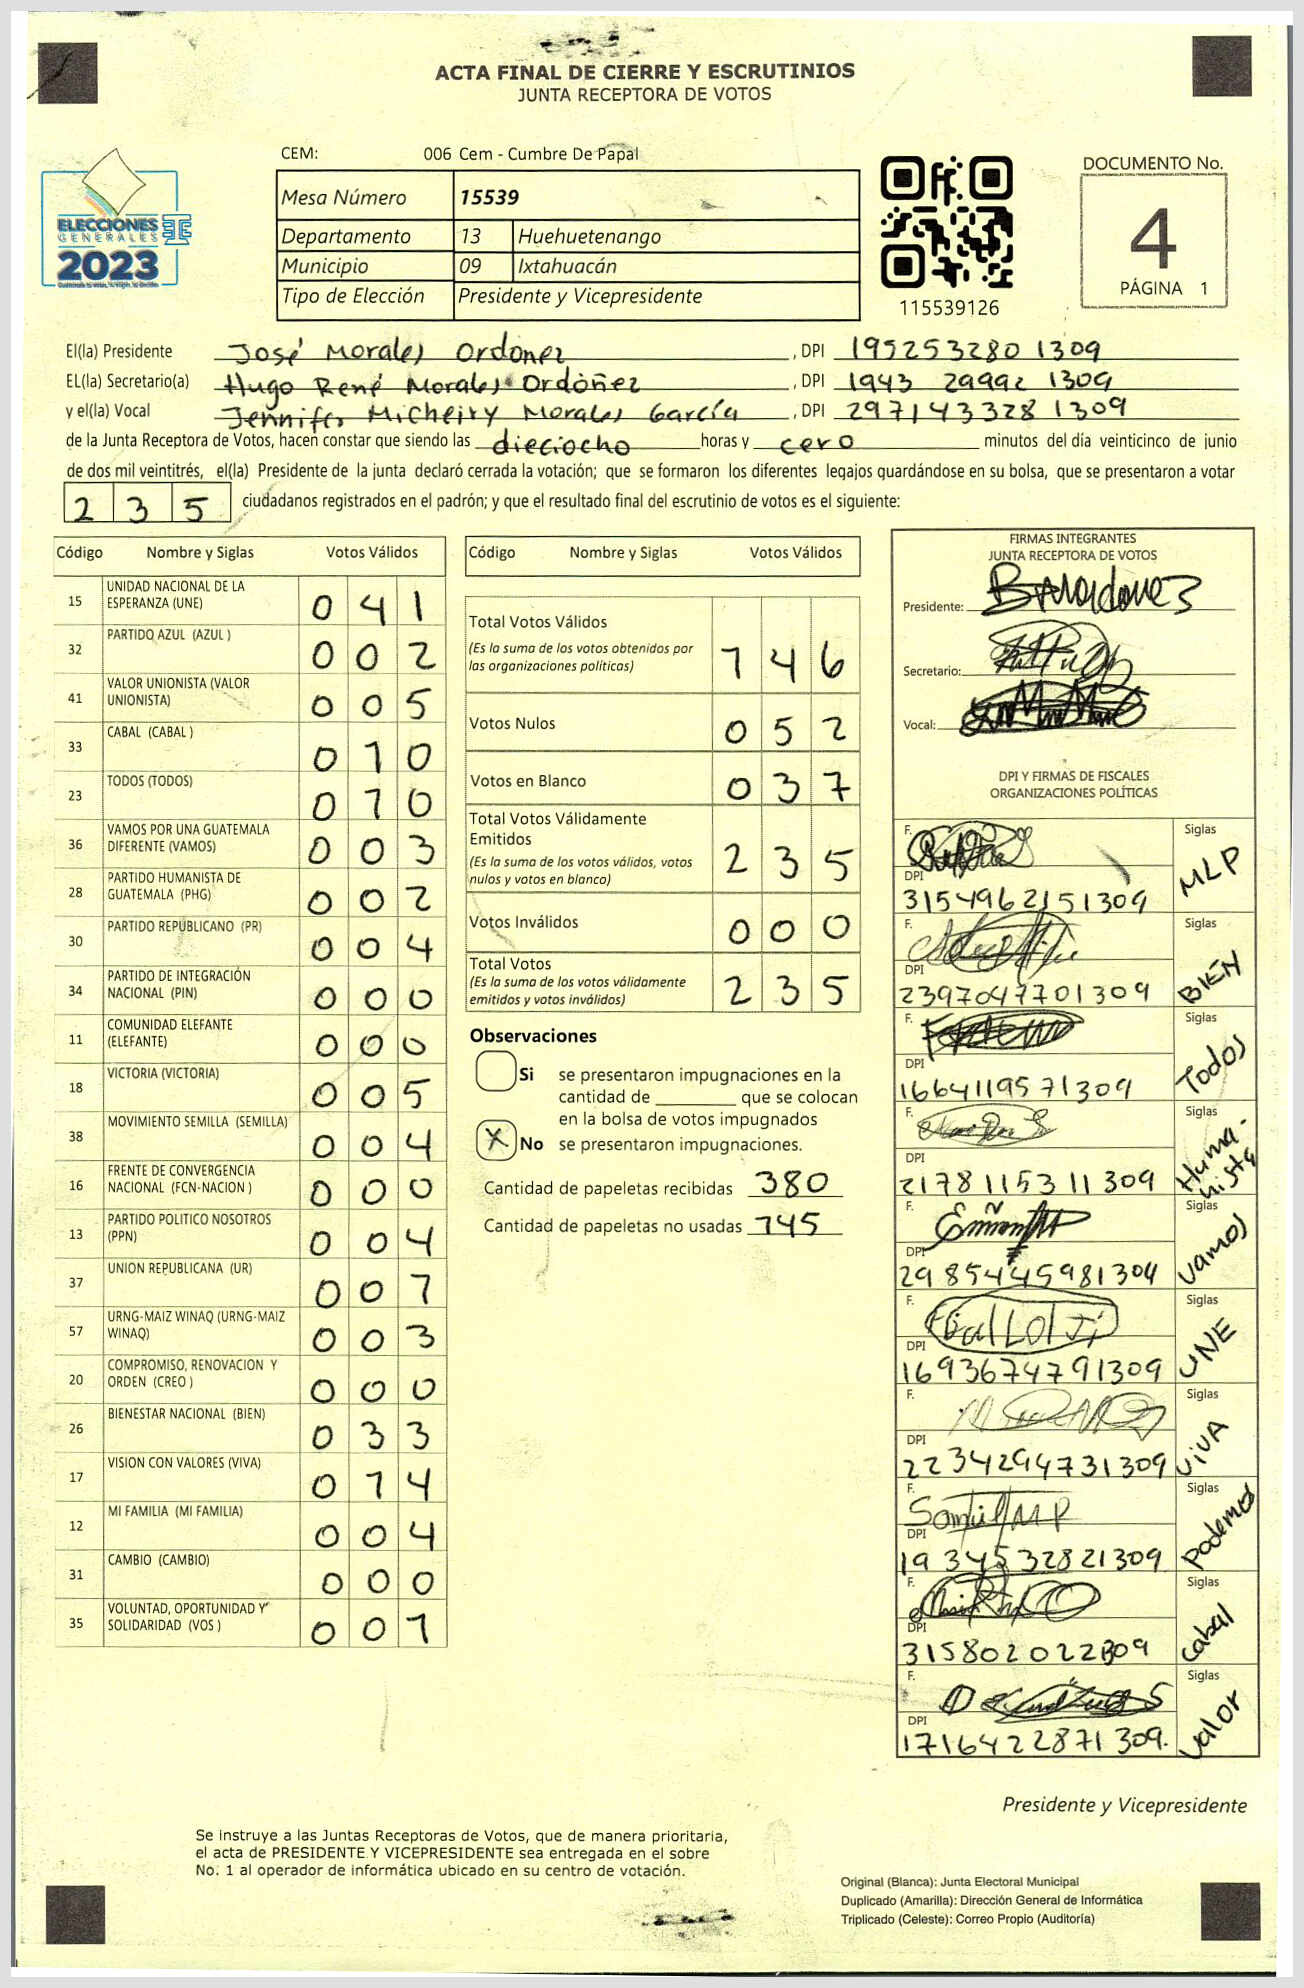 ACTA FINAL DE CIERRE Y ESCRUTINIOS
JUNTA RECEPTORA DE VOTOS
CEM: 006 Cem - Cumbre De Papal
ELECCIONES
GENERALES
2023
Mesa Número 15539
Departamento 13 Huehuetenango
Municipio 09 Ixtahuacán
Tipo de Elección Presidente y Vicepresidente
115539126
DOCUMENTO No.
4
PÁGINA 1
El(la) Presidente José Morales Ordoñez , DPI 195253280 1309
EL(la) Secretario(a) Hugo René Morales Ordóñez , DPI 1943 29992 1309
y el(la) Vocal Jennifer Micheiry Morales García , DPI 297143328 1309
de la Junta Receptora de Votos, hacen constar que siendo las dieciocho horas y cero minutos del día veinticinco de junio
de dos mil veintitrés, el(la) Presidente de la junta declaró cerrada la votación; que se formaron los diferentes legajos quardándose en su bolsa, que se presentaron a votar
2 3 5 ciudadanos registrados en el padrón; y que el resultado final del escrutinio de votos es el siguiente:
Código Nombre y Siglas Votos Válidos
15 UNIDAD NACIONAL DE LA ESPERANZA (UNE) 0 4 1
32 PARTIDO AZUL (AZUL ) 0 0 2
41 VALOR UNIONISTA (VALOR UNIONISTA) 0 0 5
33 CABAL (CABAL ) 0 1 0
23 TODOS (TODOS) 0 1 0
36 VAMOS POR UNA GUATEMALA DIFERENTE (VAMOS) 0 0 3
28 PARTIDO HUMANISTA DE GUATEMALA (PHG) 0 0 2
30 PARTIDO REPUBLICANO (PR) 0 0 4
34 PARTIDO DE INTEGRACIÓN NACIONAL (PIN) 0 0 0
11 COMUNIDAD ELEFANTE (ELEFANTE) 0 0 0
18 VICTORIA (VICTORIA) 0 0 5
38 MOVIMIENTO SEMILLA (SEMILLA) 0 0 4
16 FRENTE DE CONVERGENCIA NACIONAL (FCN-NACION ) 0 0 0
13 PARTIDO POLITICO NOSOTROS (PPN) 0 0 4
37 UNION REPUBLICANA (UR) 0 0 1
57 URNG-MAIZ WINAQ (URNG-MAIZ WINAQ) 0 0 3
20 COMPROMISO, RENOVACION Y ORDEN (CREO ) 0 0 0
26 BIENESTAR NACIONAL (BIEN) 0 3 3
17 VISION CON VALORES (VIVA) 0 1 4
12 MI FAMILIA (MI FAMILIA) 0 0 4
31 CAMBIO (CAMBIO) 0 0 0
35 VOLUNTAD, OPORTUNIDAD Y SOLIDARIDAD (VOS ) 0 0 1
Código Nombre y Siglas Votos Válidos
Total Votos Válidos
(Es la suma de los votos obtenidos por
las organizaciones políticas) 1 4 6
Votos Nulos 0 5 2
Votos en Blanco 0 3 7
Total Votos Válidamente
Emitidos
(Es la suma de los votos válidos, votos
nulos y votos en blanco) 2 3 5
Votos Inválidos 0 0 0
Total Votos
(Es la suma de los votos válidamente
emitidos y votos inválidos) 2 3 5
Observaciones
Si se presentaron impugnaciones en la
cantidad de ________ que se colocan
en la bolsa de votos impugnados
X No se presentaron impugnaciones.
Cantidad de papeletas recibidas 380
Cantidad de papeletas no usadas 145
FIRMAS INTEGRANTES
JUNTA RECEPTORA DE VOTOS
Presidente:
Secretario:
Vocal:
DPI Y FIRMAS DE FISCALES
ORGANIZACIONES POLÍTICAS
F. Siglas
DPI MLP
3154962151309
F. Siglas
DPI BIEN
2397047701309
F. Siglas
DPI Todos
1664119571309
F. Siglas
DPI Huma-
nista
2178115311309
F. Siglas
DPI Vamos
2985445981309
F. Siglas
DPI UNE
1693674791309
F. Siglas
DPI ViVA
2234294731309
F. Siglas
DPI Podemos
1934532821309
F. Siglas
DPI Cabal
F. Siglas
DPI Valor
1716422871309.
Presidente y Vicepresidente
Se instruye a las Juntas Receptoras de Votos, que de manera prioritaria,
el acta de PRESIDENTE Y VICEPRESIDENTE sea entregada en el sobre
No. 1 al operador de informática ubicado en su centro de votación.
Original (Blanca): Junta Electoral Municipal
Duplicado (Amarilla): Dirección General de Informática
Triplicado (Celeste): Correo Propio (Auditoría)